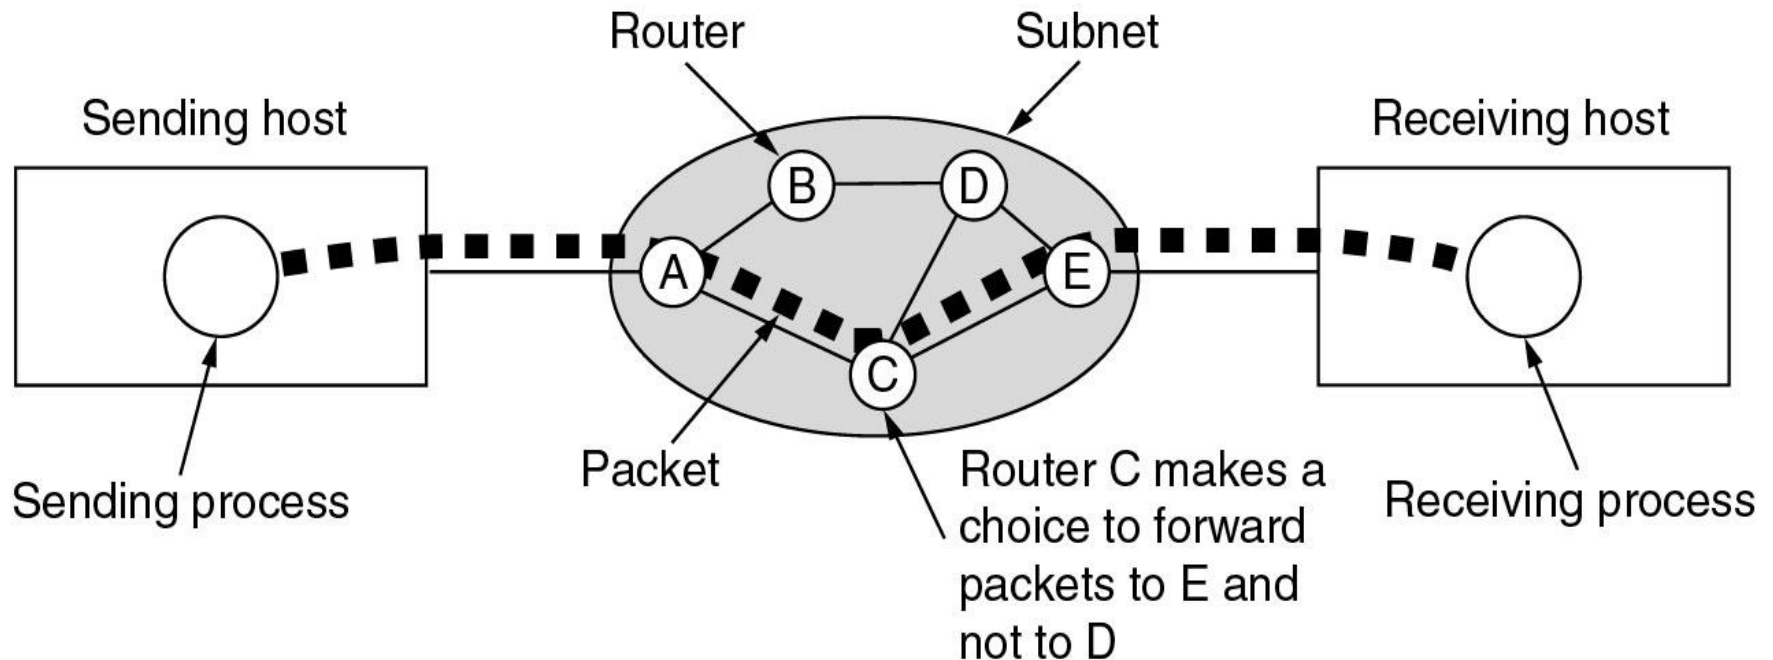 Router
Subnet
Sending host
Receiving host
B
D
A
E
C
Packet
Sending process
Router C makes a
choice to forward
packets to E and
not to D
Receiving process